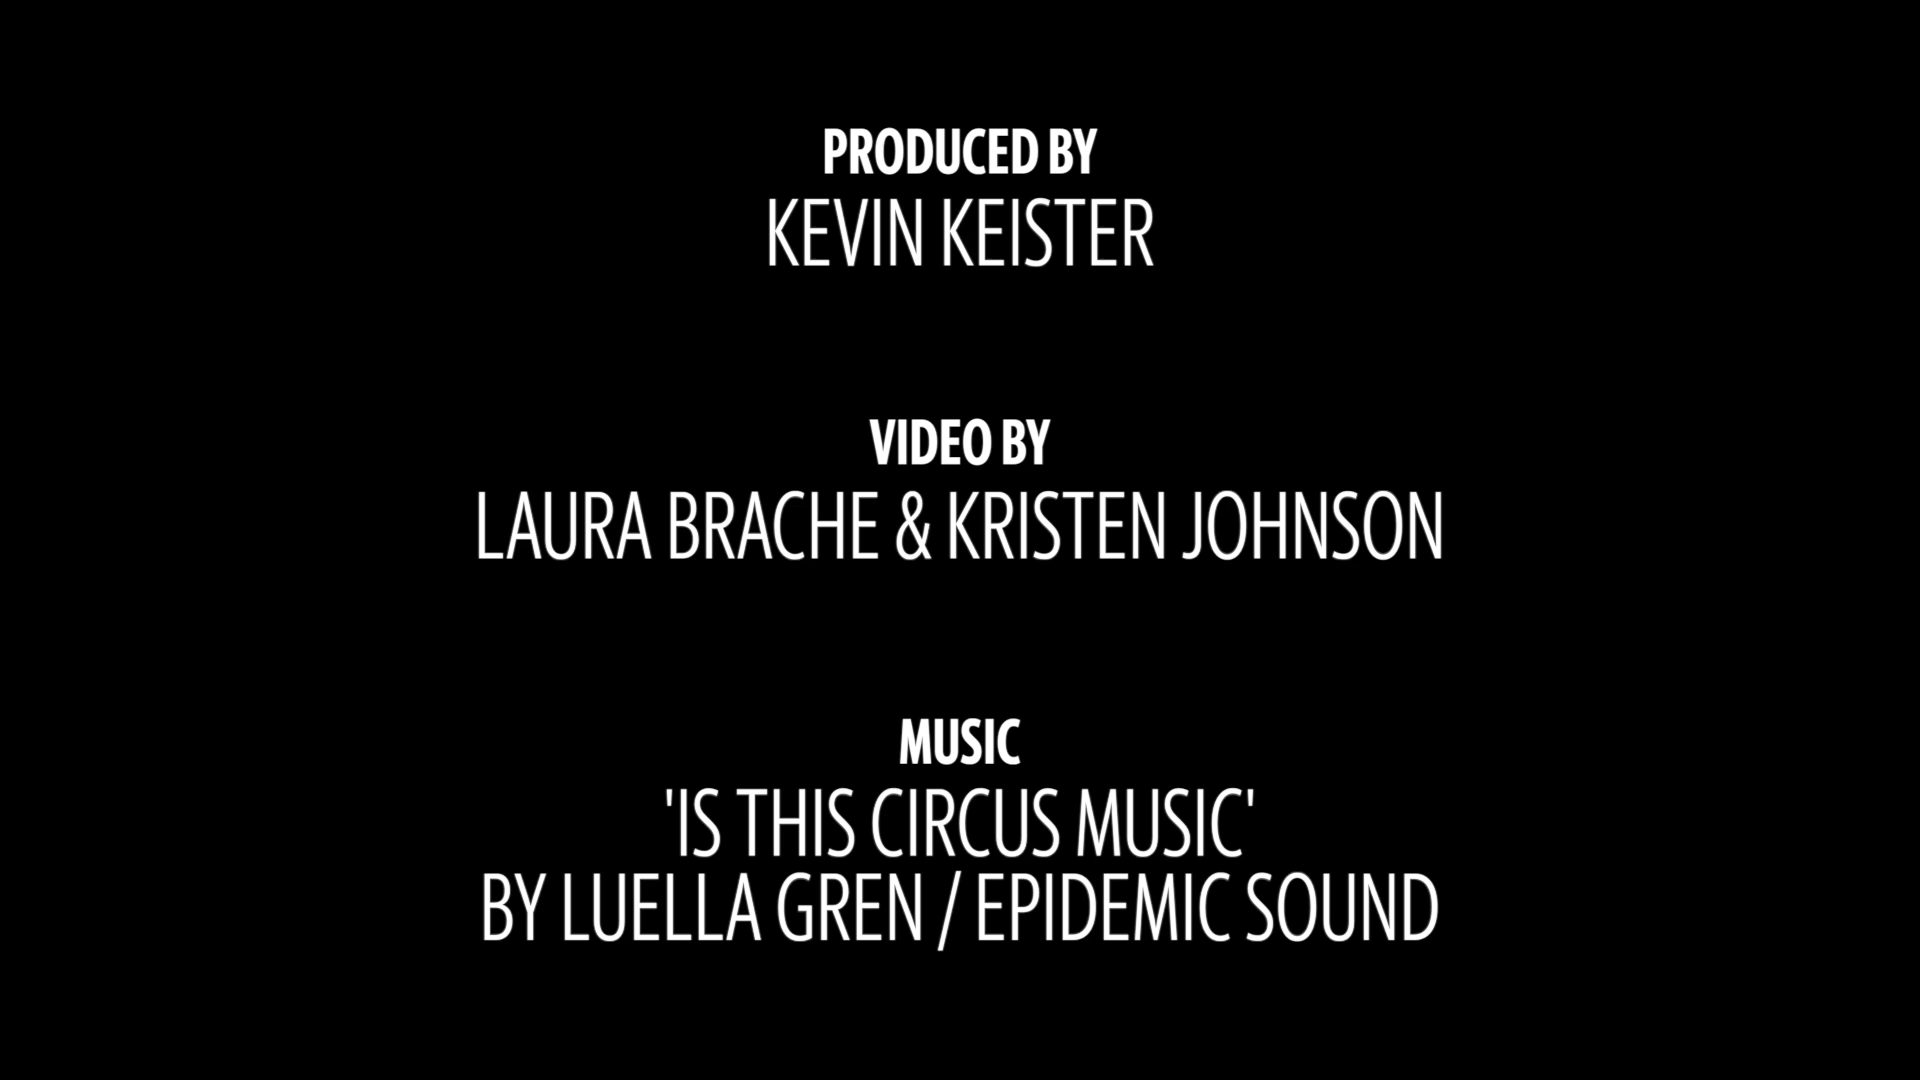 PRODUCED BY
KEVIN KEISTER
VIDEO BY
LAURA BRACHE & KRISTEN JOHNSON
MUSIC
'IS THIS CIRCUS MUSIC'
BY LUELLA GREN / EPIDEMIC SOUND